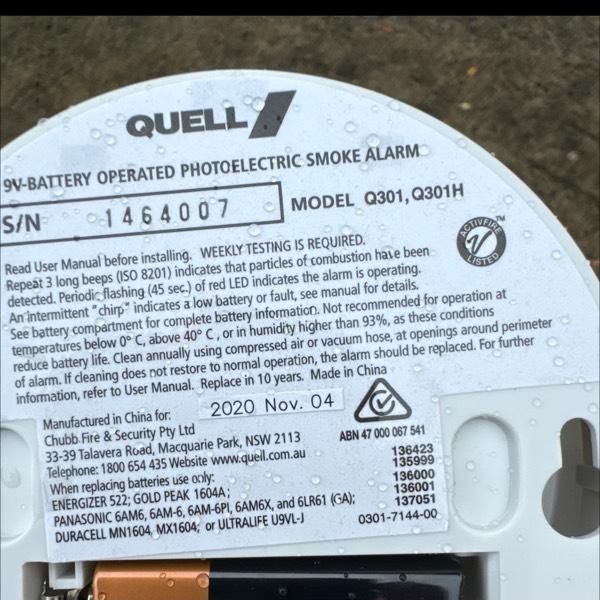 QUELL
9V-BATTERY OPERATED PHOTOELECTRIC SMOKE ALARM
S/N 1464007 MODEL Q301, Q301H
ACTIVFIRE™ LISTED
Read User Manual before installing. WEEKLY TESTING IS REQUIRED.
Repeat 3 long beeps (ISO 8201) indicates that particles of combustion have been
detected. Periodic flashing (45 sec.) of red LED indicates the alarm is operating.
An intermittent "chirp" indicates a low battery or fault, see manual for details.
See battery compartment for complete battery information. Not recommended for operation at
temperatures below 0° C, above 40° C, or in humidity higher than 93%, as these conditions
reduce battery life. Clean annually using compressed air or vacuum hose, at openings around perimeter
of alarm. If cleaning does not restore to normal operation, the alarm should be replaced. For further
information, refer to User Manual. Replace in 10 years. Made in China
Manufactured in China for: 2020 Nov. 04
Chubb Fire & Security Pty Ltd ABN 47 000 067 541
33-39 Talavera Road, Macquarie Park, NSW 2113 136423
Telephone: 1800 654 435 Website www.quell.com.au 135999
When replacing batteries use only: 136000
ENERGIZER 522; GOLD PEAK 1604A; 136001
PANASONIC 6AM6, 6AM-6, 6AM-6PI, 6AM6X, and 6LR61 (GA); 137051
DURACELL MN1604, MX1604; or ULTRALIFE U9VL-J 0301-7144-00